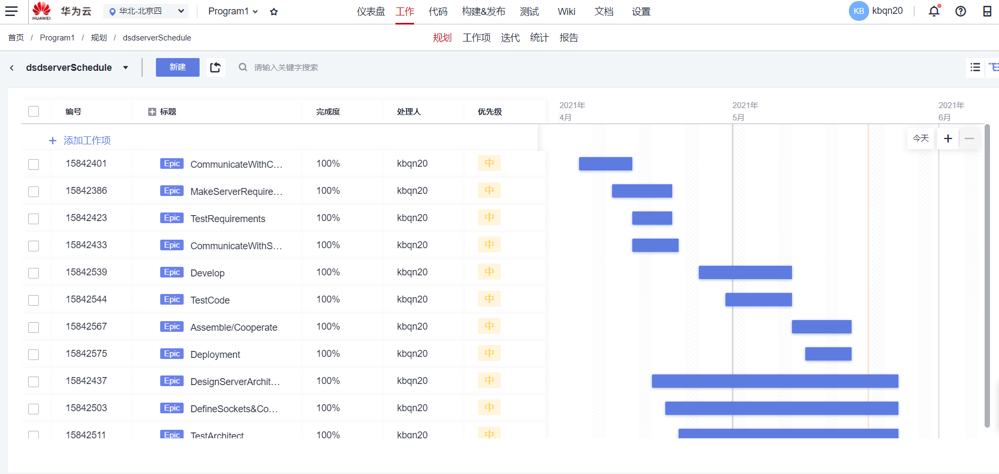 HUAWEI 华为云 华北-北京四 Program1 仪表盘 工作 代码 构建&发布 测试 Wiki 文档 设置 KB kbqn20
首页 / Program1 / 规划 / dsdserverSchedule 规划 工作项 迭代 统计 报告
dsdserverSchedule 新建 请输入关键字搜索
编号 标题 完成度 处理人 优先级 2021年 4月 2021年 5月 2021年 6月
添加工作项 今天
15842401 Epic CommunicateWithC... 100% kbqn20 中
15842386 Epic MakeServerRequire... 100% kbqn20 中
15842423 Epic TestRequirements 100% kbqn20 中
15842433 Epic CommunicateWithS... 100% kbqn20 中
15842539 Epic Develop 100% kbqn20 中
15842544 Epic TestCode 100% kbqn20 中
15842567 Epic Assemble/Cooperate 100% kbqn20 中
15842575 Epic Deployment 100% kbqn20 中
15842437 Epic DesignServerArchit... 100% kbqn20 中
15842503 Epic DefineSockets&Co... 100% kbqn20 中
15842511 Epic TestArchitect 100% kbqn20 中